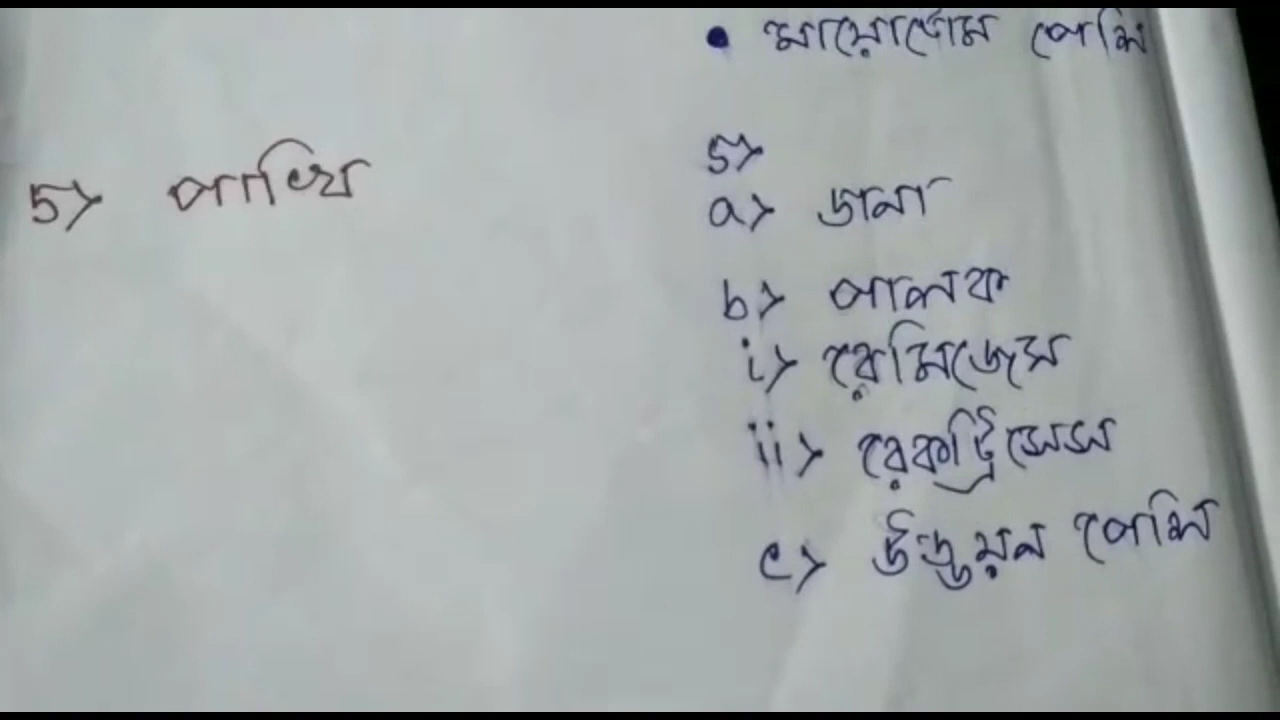 • মায়োটোম পেশি
5> পাখি
5>
a> ডানা
b> পালক
i> রেমিজেস
ii> রেকট্রিসেস
c> উড্ডয়ন পেশি